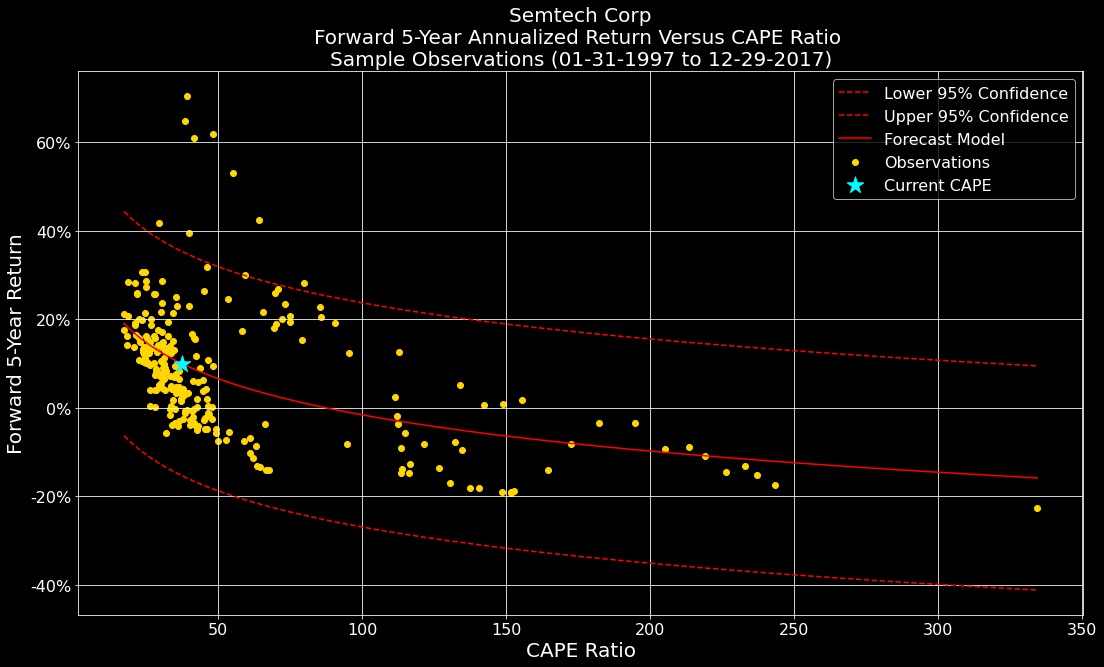 Semtech Corp
Forward 5-Year Annualized Return Versus CAPE Ratio
Sample Observations (01-31-1997 to 12-29-2017)
Lower 95% Confidence
Upper 95% Confidence
Forecast Model
Observations
Current CAPE
Forward 5-Year Return
60%
40%
20%
0%
-20%
-40%
50
100
150
200
250
300
350
CAPE Ratio